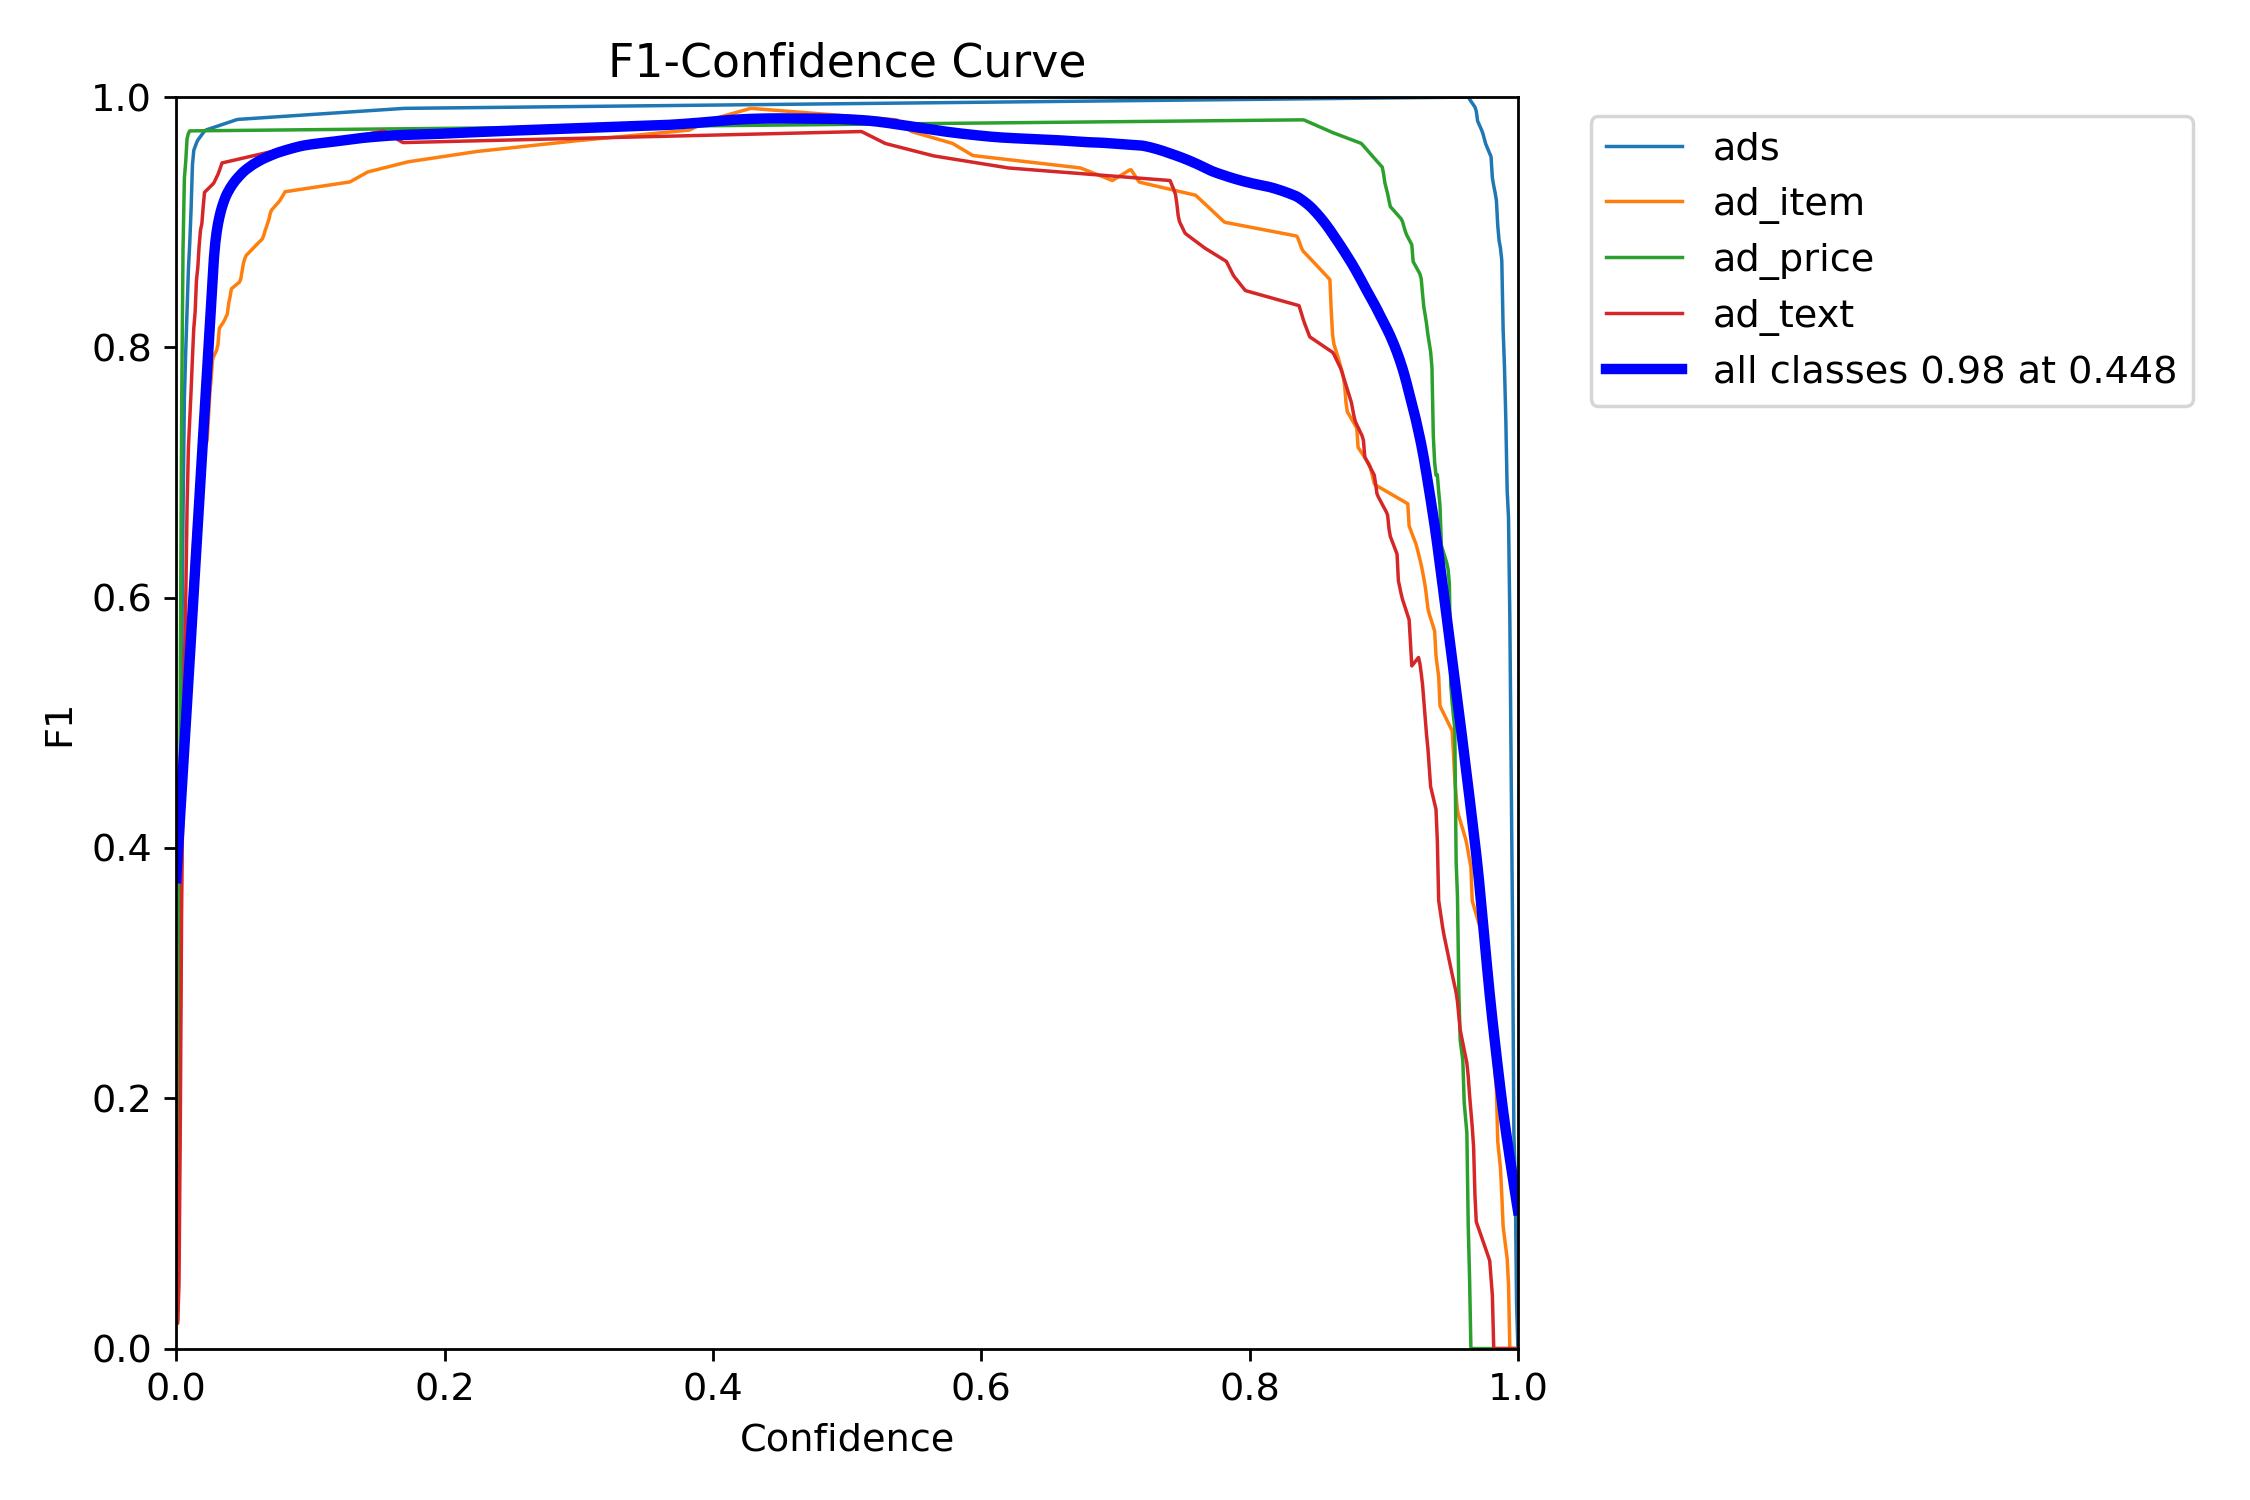 F1-Confidence Curve
1.0
0.8
0.6
0.4
0.2
0.0
F1
0.0 0.2 0.4 0.6 0.8 1.0
Confidence
ads
ad_item
ad_price
ad_text
all classes 0.98 at 0.448